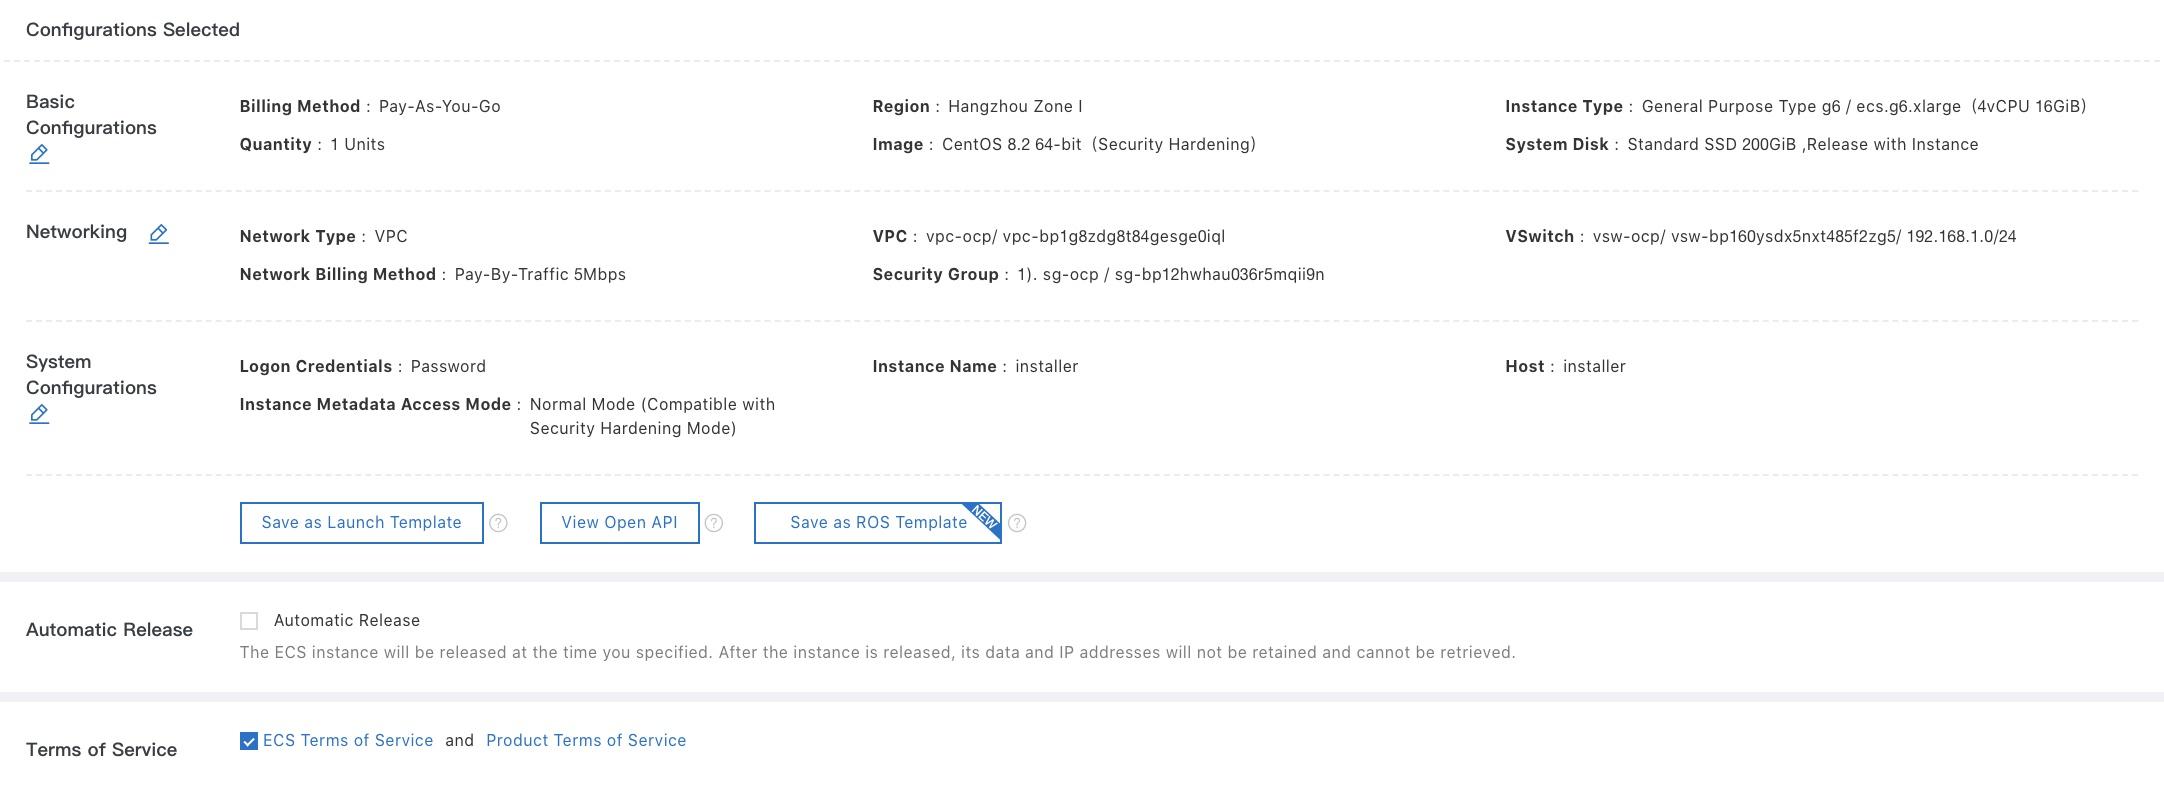 Configurations Selected
Basic
Configurations
Billing Method : Pay-As-You-Go
Region : Hangzhou Zone I
Instance Type : General Purpose Type g6 / ecs.g6.xlarge (4vCPU 16GiB)
Quantity : 1 Units
Image : CentOS 8.2 64-bit (Security Hardening)
System Disk : Standard SSD 200GiB ,Release with Instance
Networking
Network Type : VPC
VPC : vpc-ocp/ vpc-bp1g8zdg8t84gesge0iql
VSwitch : vsw-ocp/ vsw-bp160ysdx5nxt485f2zg5/ 192.168.1.0/24
Network Billing Method : Pay-By-Traffic 5Mbps
Security Group : 1). sg-ocp / sg-bp12hwhau036r5mqii9n
System
Configurations
Logon Credentials : Password
Instance Name : installer
Host : installer
Instance Metadata Access Mode : Normal Mode (Compatible with
Security Hardening Mode)
Save as Launch Template ?
View Open API ?
Save as ROS Template NEW ?
Automatic Release
Automatic Release
The ECS instance will be released at the time you specified. After the instance is released, its data and IP addresses will not be retained and cannot be retrieved.
Terms of Service
ECS Terms of Service and Product Terms of Service